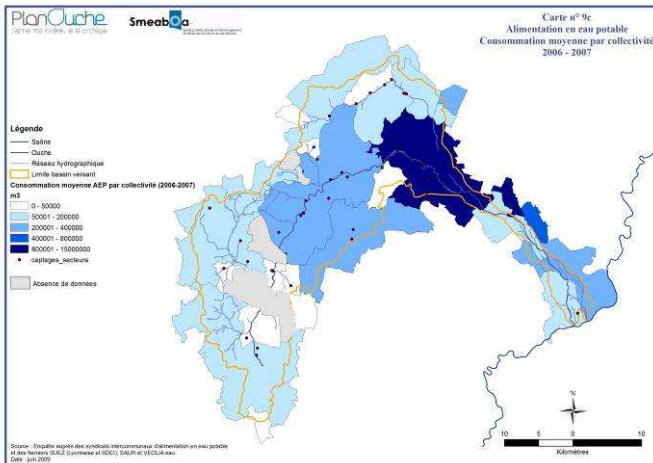 PlanOuche
j'aime ma rivière, je la protège
Smeaboa
Carte n° 9c
Alimentation en eau potable
Consommation moyenne par collectivité
2006 - 2007
Légende
Saône
Ouche
Réseau hydrographique
Limite bassin versant
Consommation moyenne AEP par collectivité (2006-2007)
m3
0 - 50000
50001 - 200000
200001 - 400000
400001 - 800000
800001 - 15000000
captages_secteurs
Absence de données
N
10 5 0 10
Kilomètres
Source : Enquête auprès des syndicats intercommunaux d'alimentation en eau potable
et des fermiers SUEZ (Lyonnaise et SDEI), SAUR et VEOLIA eau.
Date : juin 2009